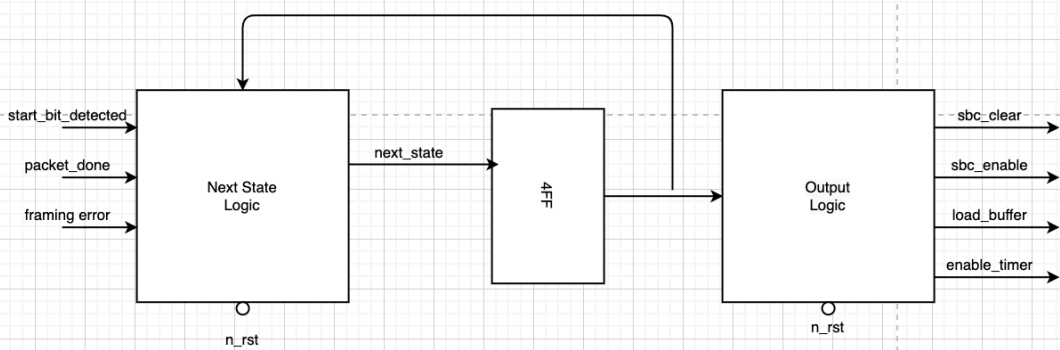 start_bit_detected
packet_done
framing error
Next State
Logic
n_rst
next_state
4FF
Output
Logic
n_rst
sbc_clear
sbc_enable
load_buffer
enable_timer